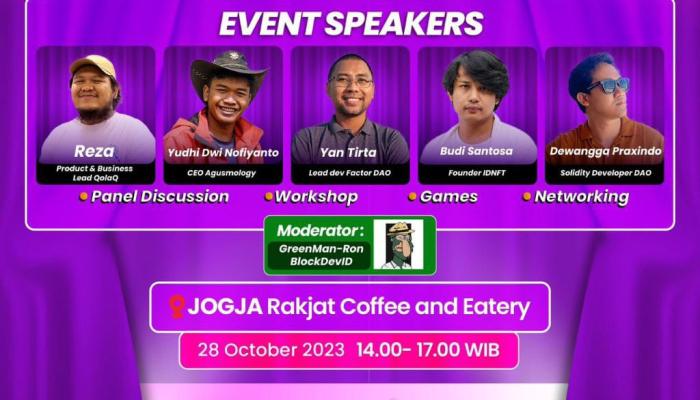 EVENT SPEAKERS
Reza
Product & Business
Lead QolaQ
Yudhi Dwi Nofiyanto
CEO Agusmology
Yan Tirta
Lead dev Factor DAO
Budi Santosa
Founder IDNFT
Dewangga Praxindo
Solidity Developer DAO
Panel Discussion
Workshop
Games
Networking
Moderator :
GreenMan-Ron
BlockDevID
JOGJA Rakjat Coffee and Eatery
28 October 2023 14.00- 17.00 WIB